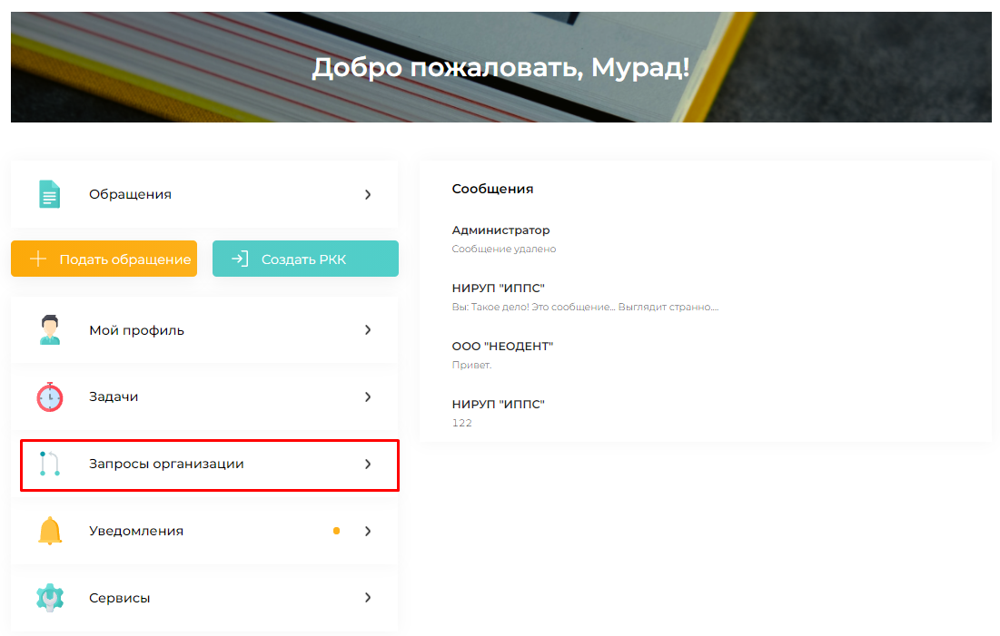 Добро пожаловать, Мурад!
Обращения
Подать обращение
Создать РКК
Мой профиль
Задачи
Запросы организации
Уведомления
Сервисы
Сообщения
Администратор
Сообщение удалено
НИРУП "ИППС"
Вы: Такое дело! Это сообщение... Выглядит странно....
ООО "НЕОДЕНТ"
Привет.
НИРУП "ИППС"
122